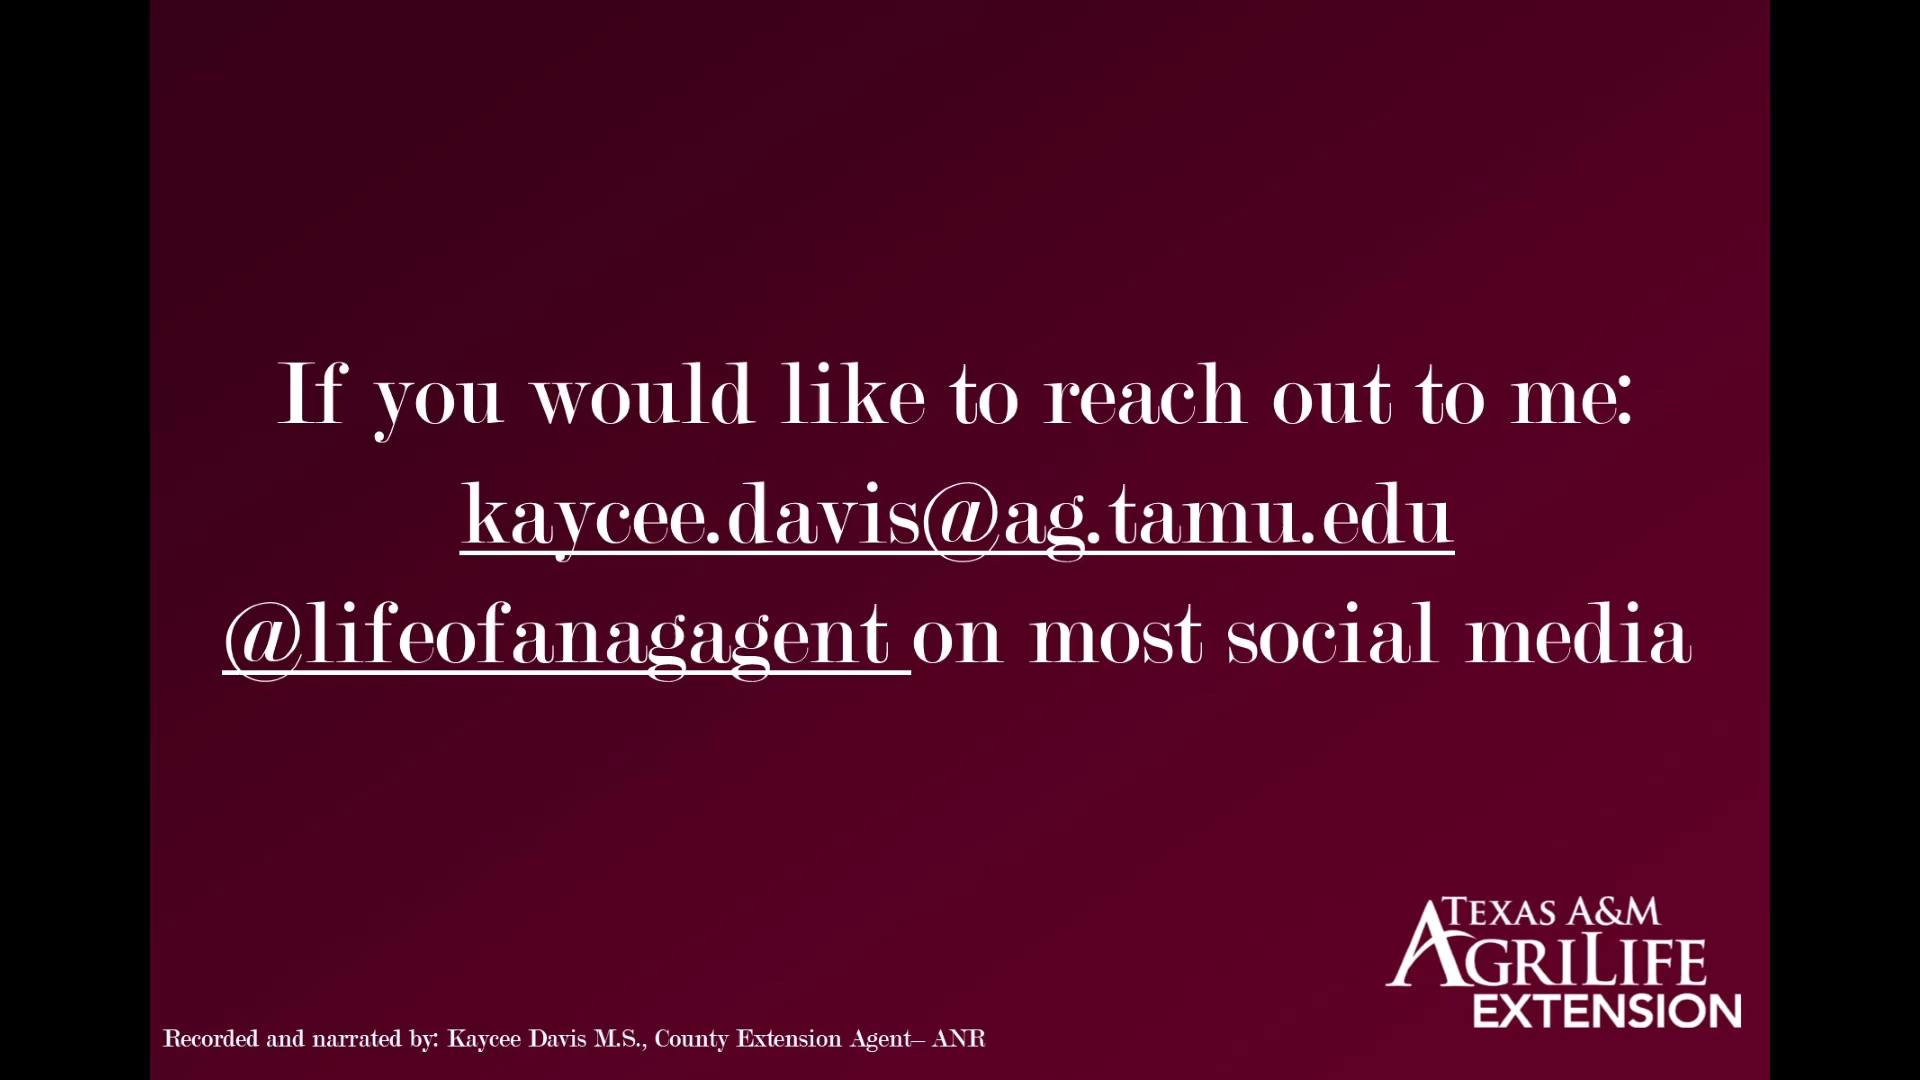 If you would like to reach out to me:
kaycee.davis@ag.tamu.edu
@lifeofanagagent on most social media
TEXAS A&M
AGRILIFE
EXTENSION
Recorded and narrated by: Kaycee Davis M.S., County Extension Agent– ANR